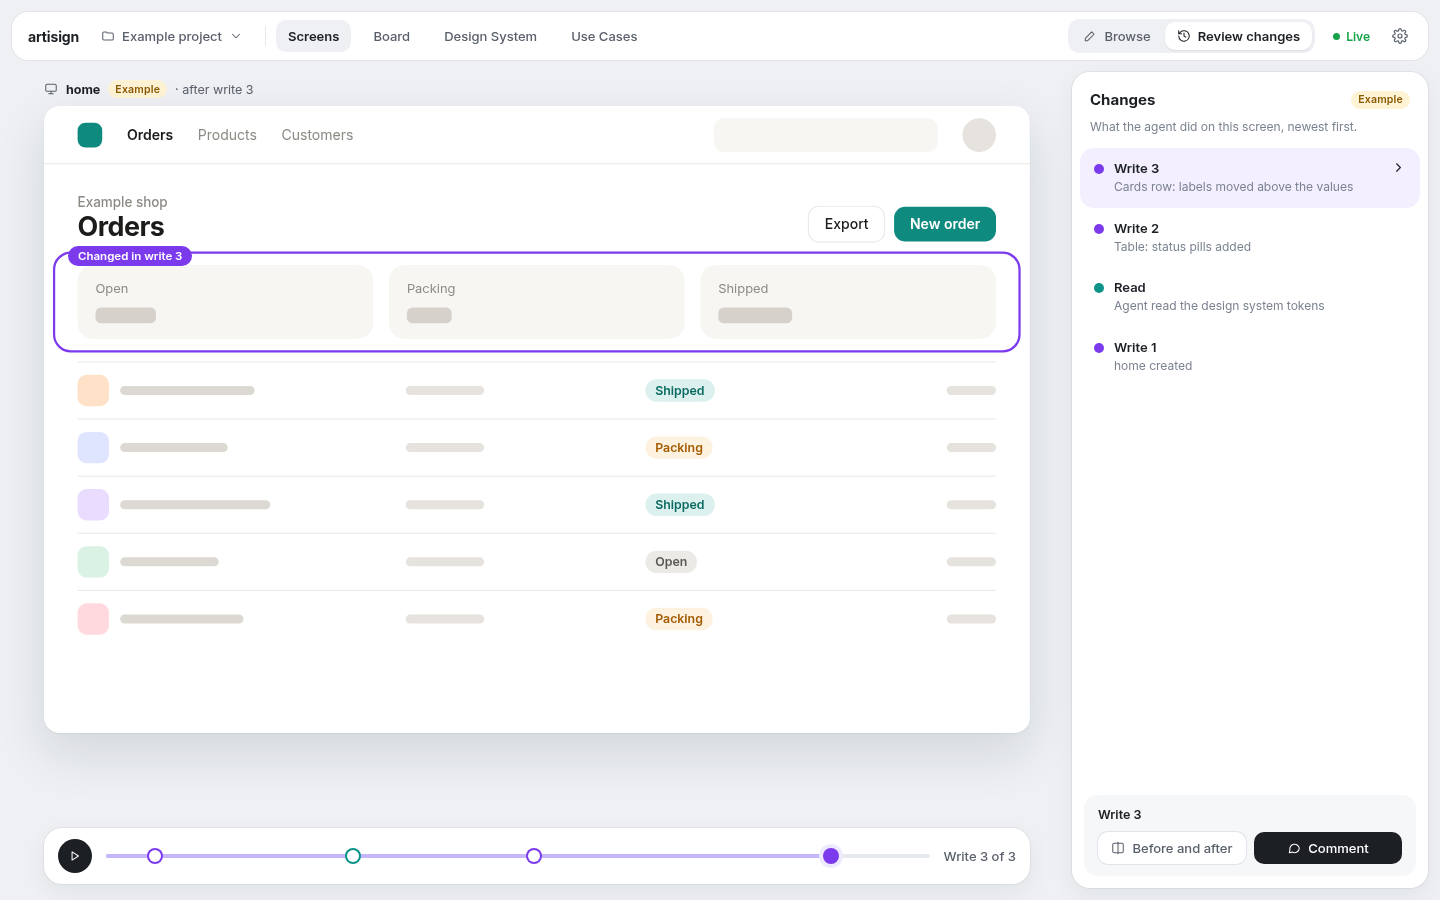 artisign
Example project
Screens
Board
Design System
Use Cases
Browse
Review changes
Live
home
Example
· after write 3
Orders
Products
Customers
Example shop
Orders
Export
New order
Changed in write 3
Open
Packing
Shipped
Shipped
Packing
Shipped
Open
Packing
Write 3 of 3
Changes
Example
What the agent did on this screen, newest first.
Write 3
Cards row: labels moved above the values
Write 2
Table: status pills added
Read
Agent read the design system tokens
Write 1
home created
Write 3
Before and after
Comment